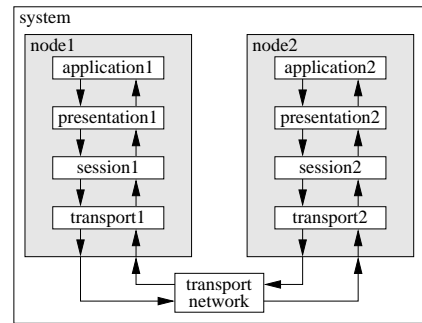 system
node1
application1
presentation1
session1
transport1
node2
application2
presentation2
session2
transport2
transport
network